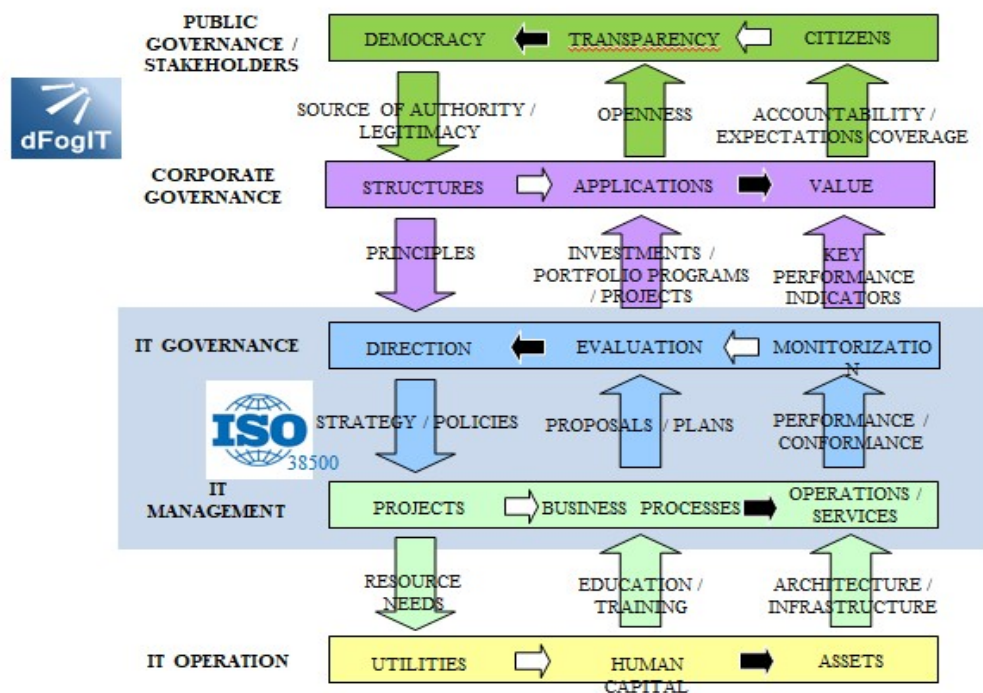 PUBLIC
GOVERNANCE /
STAKEHOLDERS
DEMOCRACY
TRANSPARENCY
CITIZENS
dFogIT
SOURCE OF AUTHORITY /
LEGITIMACY
OPENNESS
ACCOUNTABILITY /
EXPECTATIONS COVERAGE
CORPORATE
GOVERNANCE
STRUCTURES
APPLICATIONS
VALUE
PRINCIPLES
INVESTMENTS /
PORTFOLIO PROGRAMS
/ PROJECTS
KEY
PERFORMANCE
INDICATORS
IT GOVERNANCE
DIRECTION
EVALUATION
MONITORIZATIO
N
ISO
38500
STRATEGY / POLICIES
PROPOSALS / PLANS
PERFORMANCE /
CONFORMANCE
IT
MANAGEMENT
PROJECTS
BUSINESS PROCESSES
OPERATIONS /
SERVICES
RESOURCE
NEEDS
EDUCATION /
TRAINING
ARCHITECTURE /
INFRASTRUCTURE
IT OPERATION
UTILITIES
HUMAN
CAPITAL
ASSETS